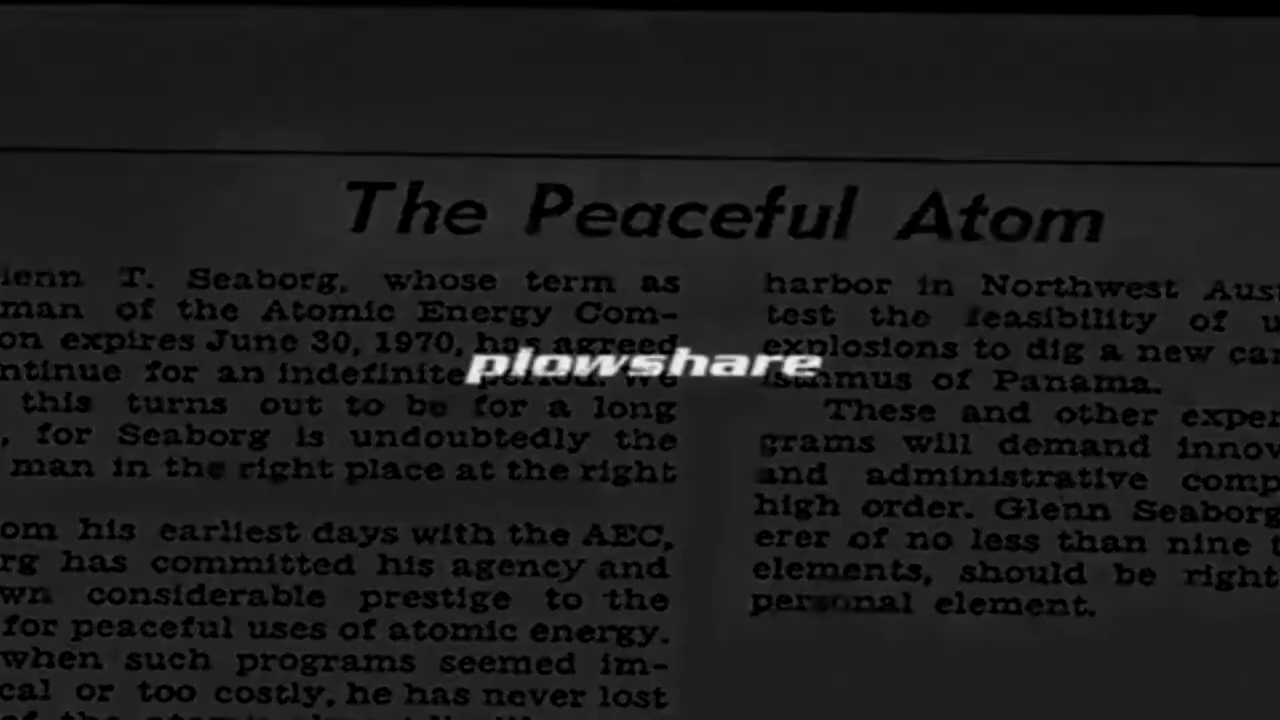 The Peaceful Atom
plowshare
lenn T. Seaborg, whose term as
man of the Atomic Energy Com-
on expires June 30, 1970, has agreed
ntinue for an indefinite
this turns out to be for a long
, for Seaborg is undoubtedly the
man in the right place at the right
om his earliest days with the AEC,
rg has committed his agency and
wn considerable prestige to the
for peaceful uses of atomic energy.
when such programs seemed im-
cal or too costly, he has never lost
harbor in Northwest Aus
test the feasibility of u
explosions to dig a new ca
Isthmus of Panama.
These and other exper
grams will demand innov
and administrative comp
high order. Glenn Seaborg
erer of no less than nine t
elements, should be right
personal element.